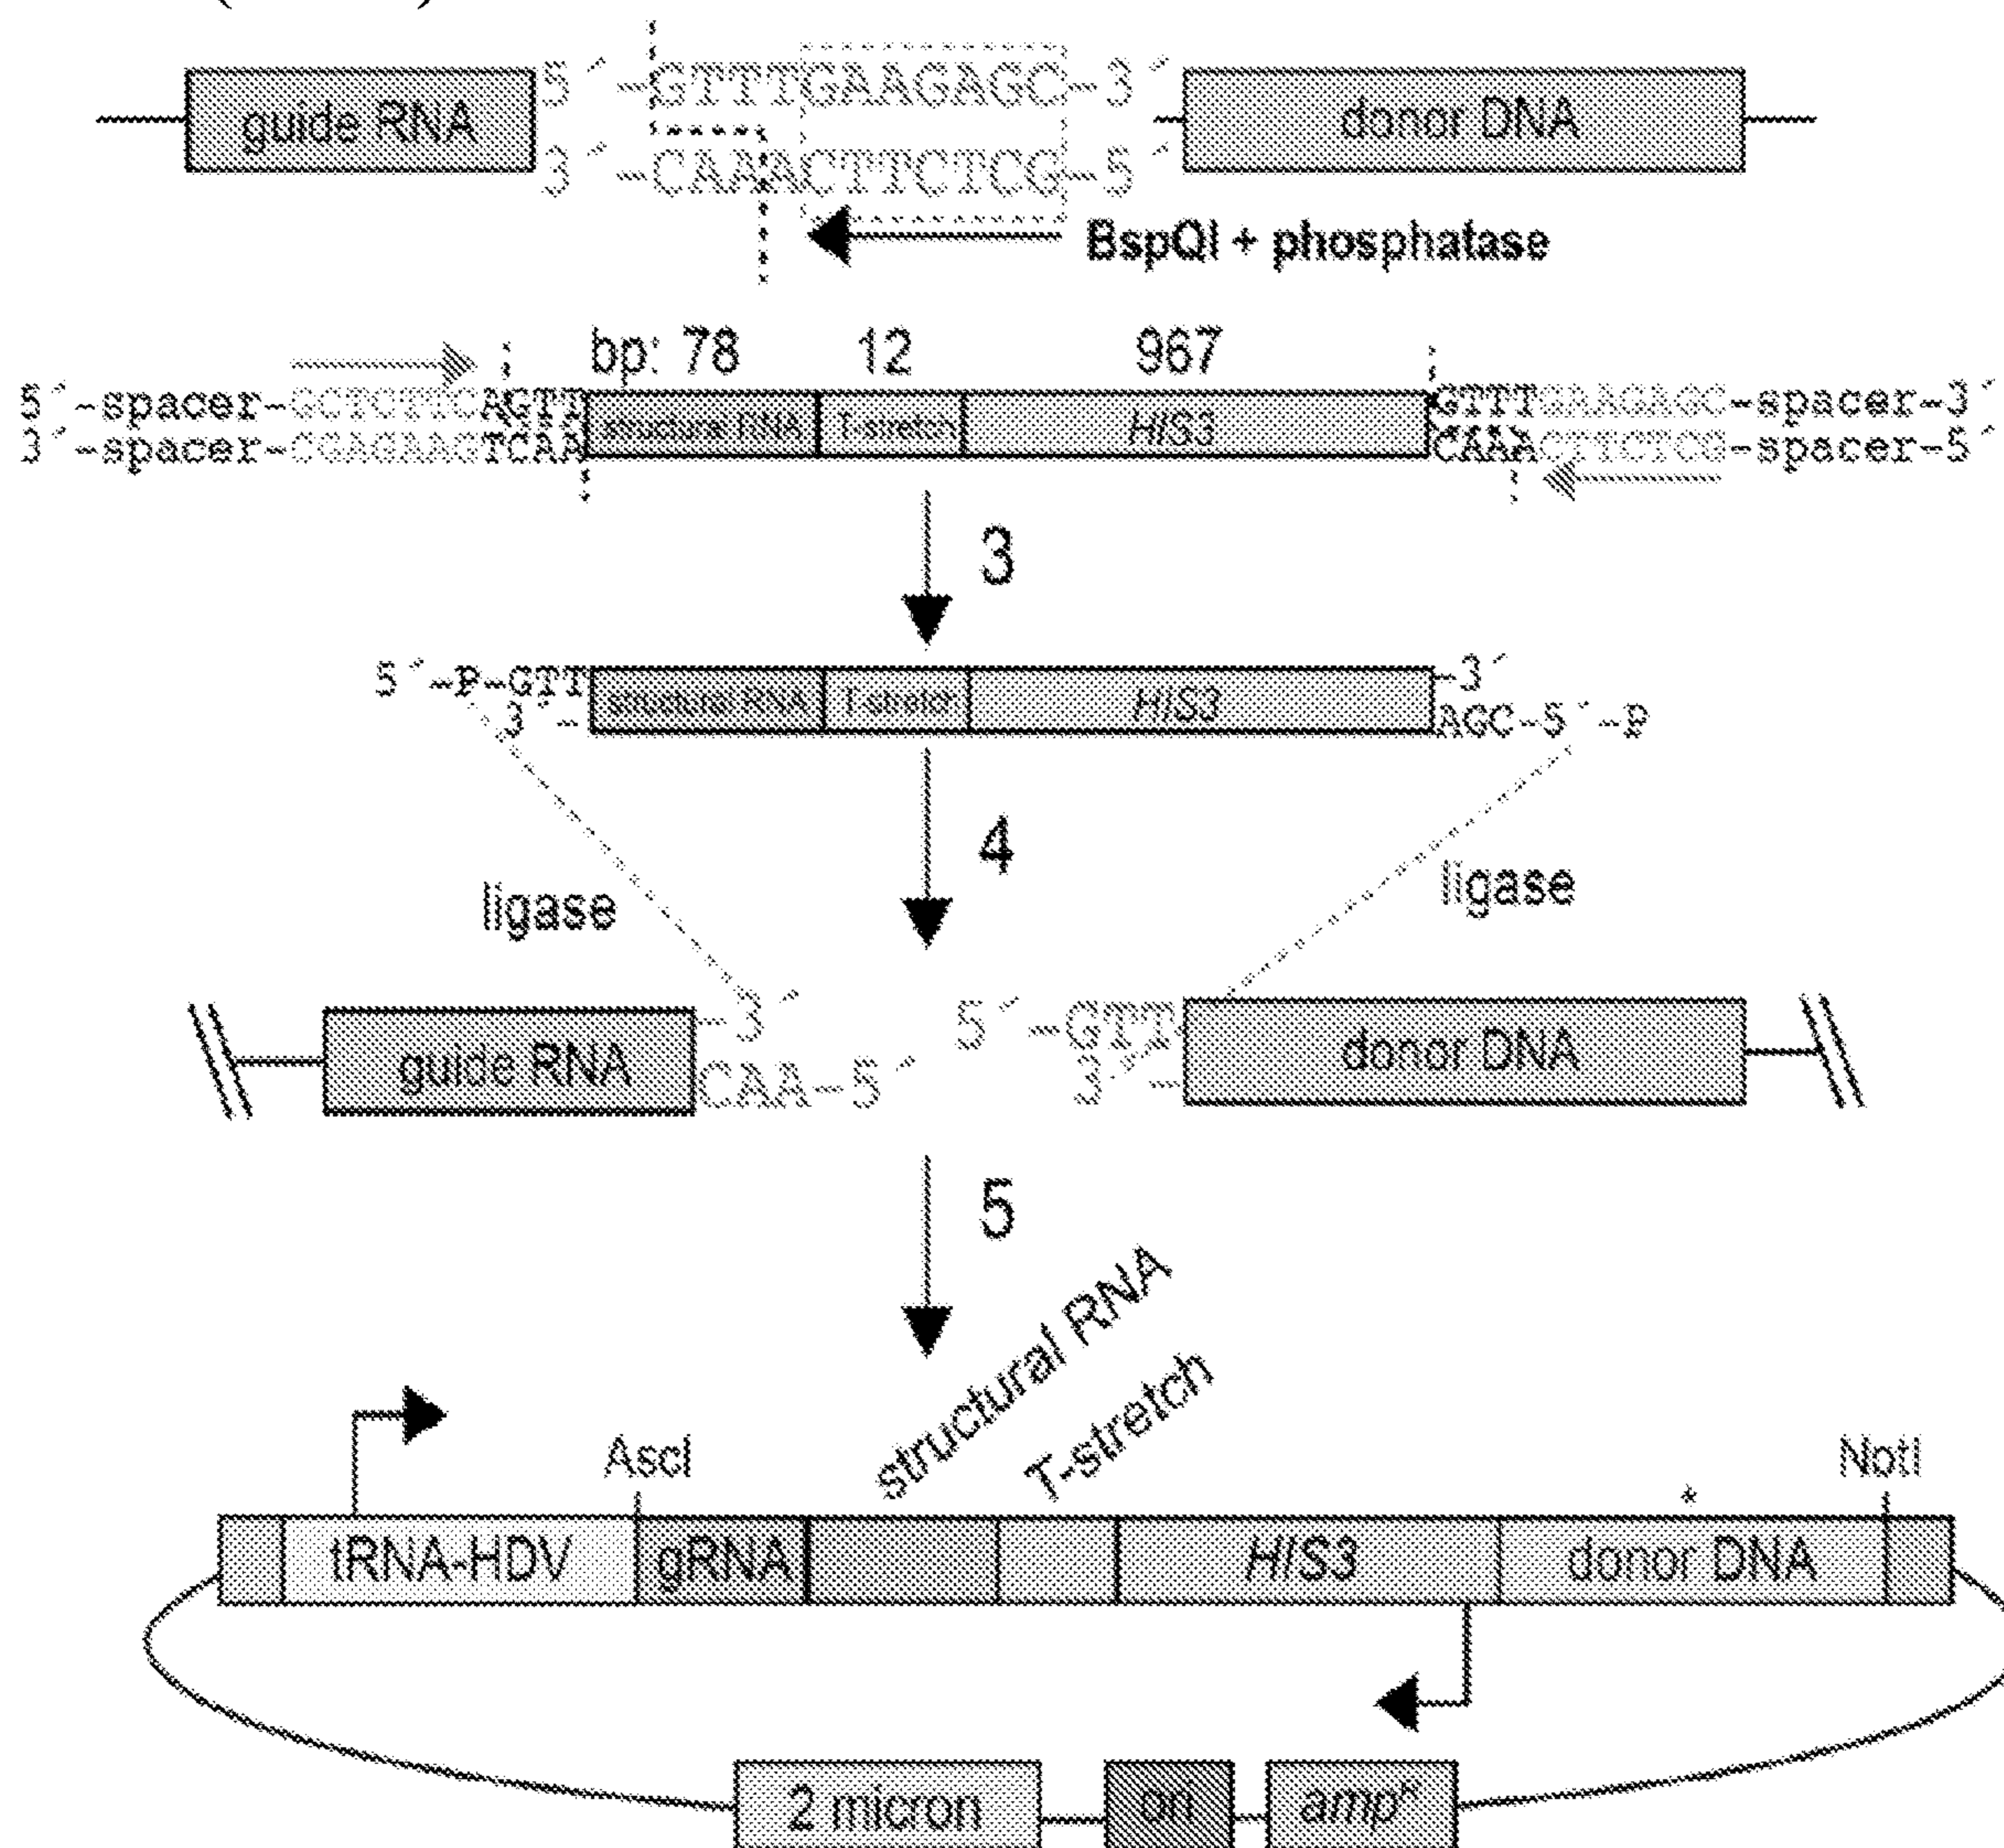 guide RNA 5´-GTTTGAAGAGC-3´ donor DNA
3´-CAAACTTCTCG-5´
BspQI + phosphatase
bp: 78 12 967
5´-spacer-GCTCTTCAGTT structural RNA T-stretch HIS3 GTTTGAAGAGC-spacer-3´
3´-spacer-CGAGAAGTCAA CAAACTTCTCG-spacer-5´
3
5´-P-GTT structural RNA T-stretch HIS3 -3´
3´- AGC-5´-P
4
ligase ligase
guide RNA -3´ 5´-GTT donor DNA
CAA-5´ 3´-
5
structural RNA
T-stretch
AscI * NotI
tRNA-HDV gRNA HIS3 donor DNA
2 micron ori ampᴿ